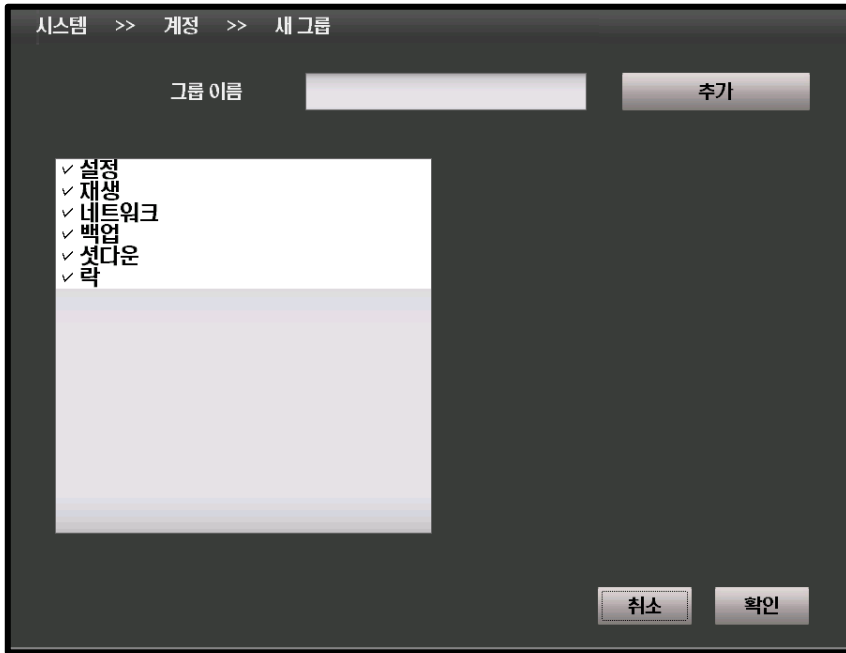 시스템 >> 계정 >> 새 그룹
그룹 이름 추가
✓ 설정
✓ 재생
✓ 네트워크
✓ 백업
✓ 셧다운
✓ 락
취소 확인